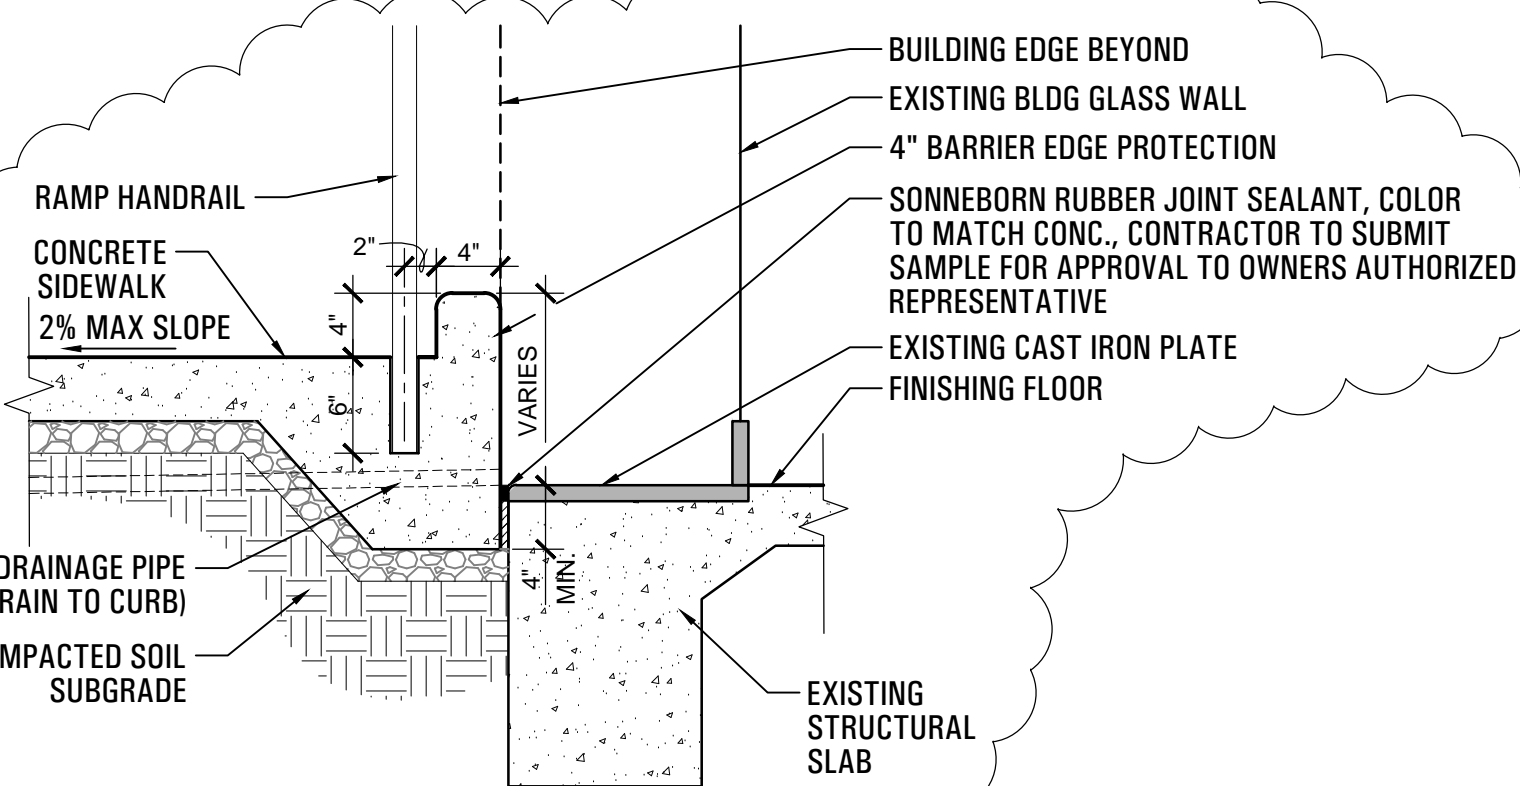 BUILDING EDGE BEYOND
EXISTING BLDG GLASS WALL
4" BARRIER EDGE PROTECTION
SONNEBORN RUBBER JOINT SEALANT, COLOR
TO MATCH CONC., CONTRACTOR TO SUBMIT
SAMPLE FOR APPROVAL TO OWNERS AUTHORIZED
REPRESENTATIVE
EXISTING CAST IRON PLATE
FINISHING FLOOR
RAMP HANDRAIL
CONCRETE
SIDEWALK
2% MAX SLOPE
2"
4"
4"
6"
VARIES
4"
MIN.
DRAINAGE PIPE
RAIN TO CURB)
MPACTED SOIL
SUBGRADE
EXISTING
STRUCTURAL
SLAB